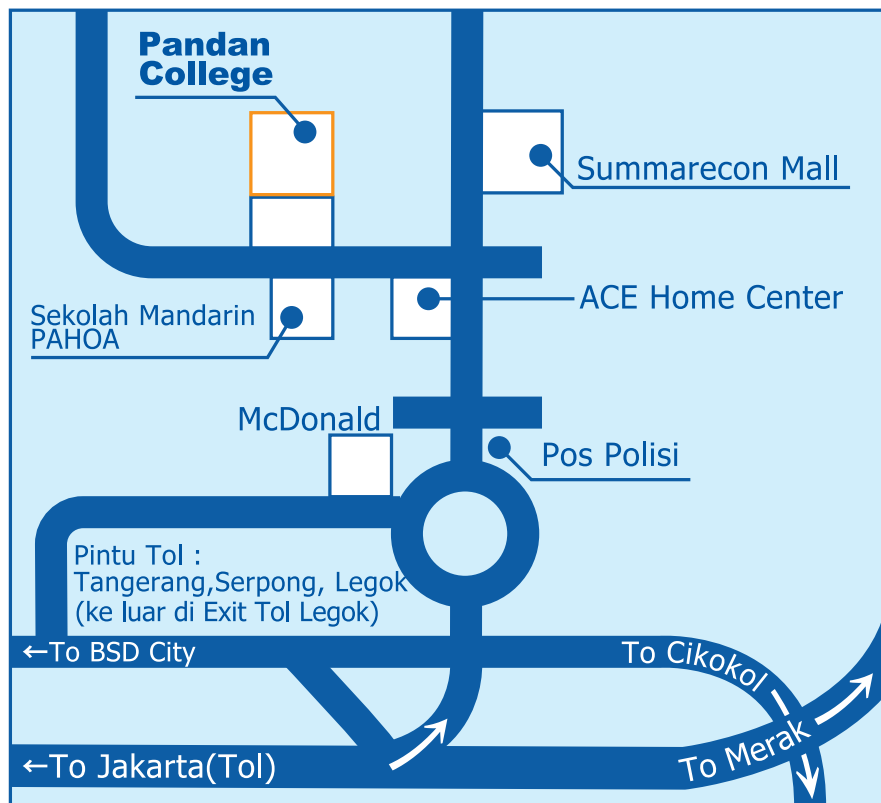 Pandan
College
Summarecon Mall
ACE Home Center
Sekolah Mandarin
PAHOA
McDonald
Pos Polisi
Pintu Tol :
Tangerang,Serpong, Legok
(ke luar di Exit Tol Legok)
←To BSD City
To Cikokol
←To Jakarta(Tol)
To Merak